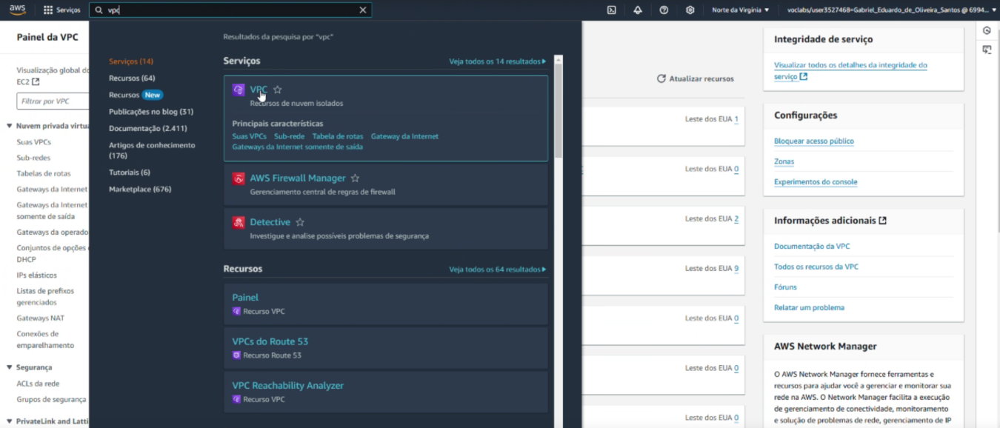 aws
Serviços
vpc
Norte da Virgínia
voclabs/user3527468=Gabriel_Eduardo_de_Oliveira_Santos @ 6994...
Painel da VPC
Visualização global do
EC2
Filtrar por VPC
Nuvem privada virtua
Suas VPCs
Sub-redes
Tabelas de rotas
Gateways da Internet
Gateways da Internet
somente de saída
Gateways da operado
Conjuntos de opções
DHCP
IPs elásticos
Listas de prefixos
gerenciados
Gateways NAT
Conexões de
emparelhamento
Segurança
ACLs da rede
Grupos de segurança
PrivateLink and Latti
Serviços (14)
Recursos (64)
Recursos New
Publicações no blog (31)
Documentação (2.411)
Artigos de conhecimento
(176)
Tutoriais (6)
Marketplace (676)
Resultados da pesquisa por "vpc"
Serviços
Veja todos os 14 resultados
VPC
Recursos de nuvem isolados
Principais características
Suas VPCs Sub-rede Tabela de rotas Gateway da Internet
Gateways da Internet somente de saída
AWS Firewall Manager
Gerenciamento central de regras de firewall
Detective
Investigue e analise possíveis problemas de segurança
Recursos
Veja todos os 64 resultados
Painel
Recurso VPC
VPCs do Route 53
Recurso Route 53
VPC Reachability Analyzer
Recurso VPC
Atualizar recursos
Leste dos EUA 1
Leste dos EUA 0
Leste dos EUA 2
Leste dos EUA 9
Leste dos EUA 0
Leste dos EUA 0
Leste dos EUA 0
Integridade de serviço
Visualizar todos os detalhes da integridade do
serviço
Configurações
Bloquear acesso público
Zonas
Experimentos do console
Informações adicionais
Documentação da VPC
Todos os recursos da VPC
Fóruns
Relatar um problema
AWS Network Manager
O AWS Network Manager fornece ferramentas e
recursos para ajudar você a gerenciar e monitorar sua
rede na AWS. O Network Manager facilita a execução
de gerenciamento de conectividade, monitoramento
e solução de problemas de rede, gerenciamento de IP